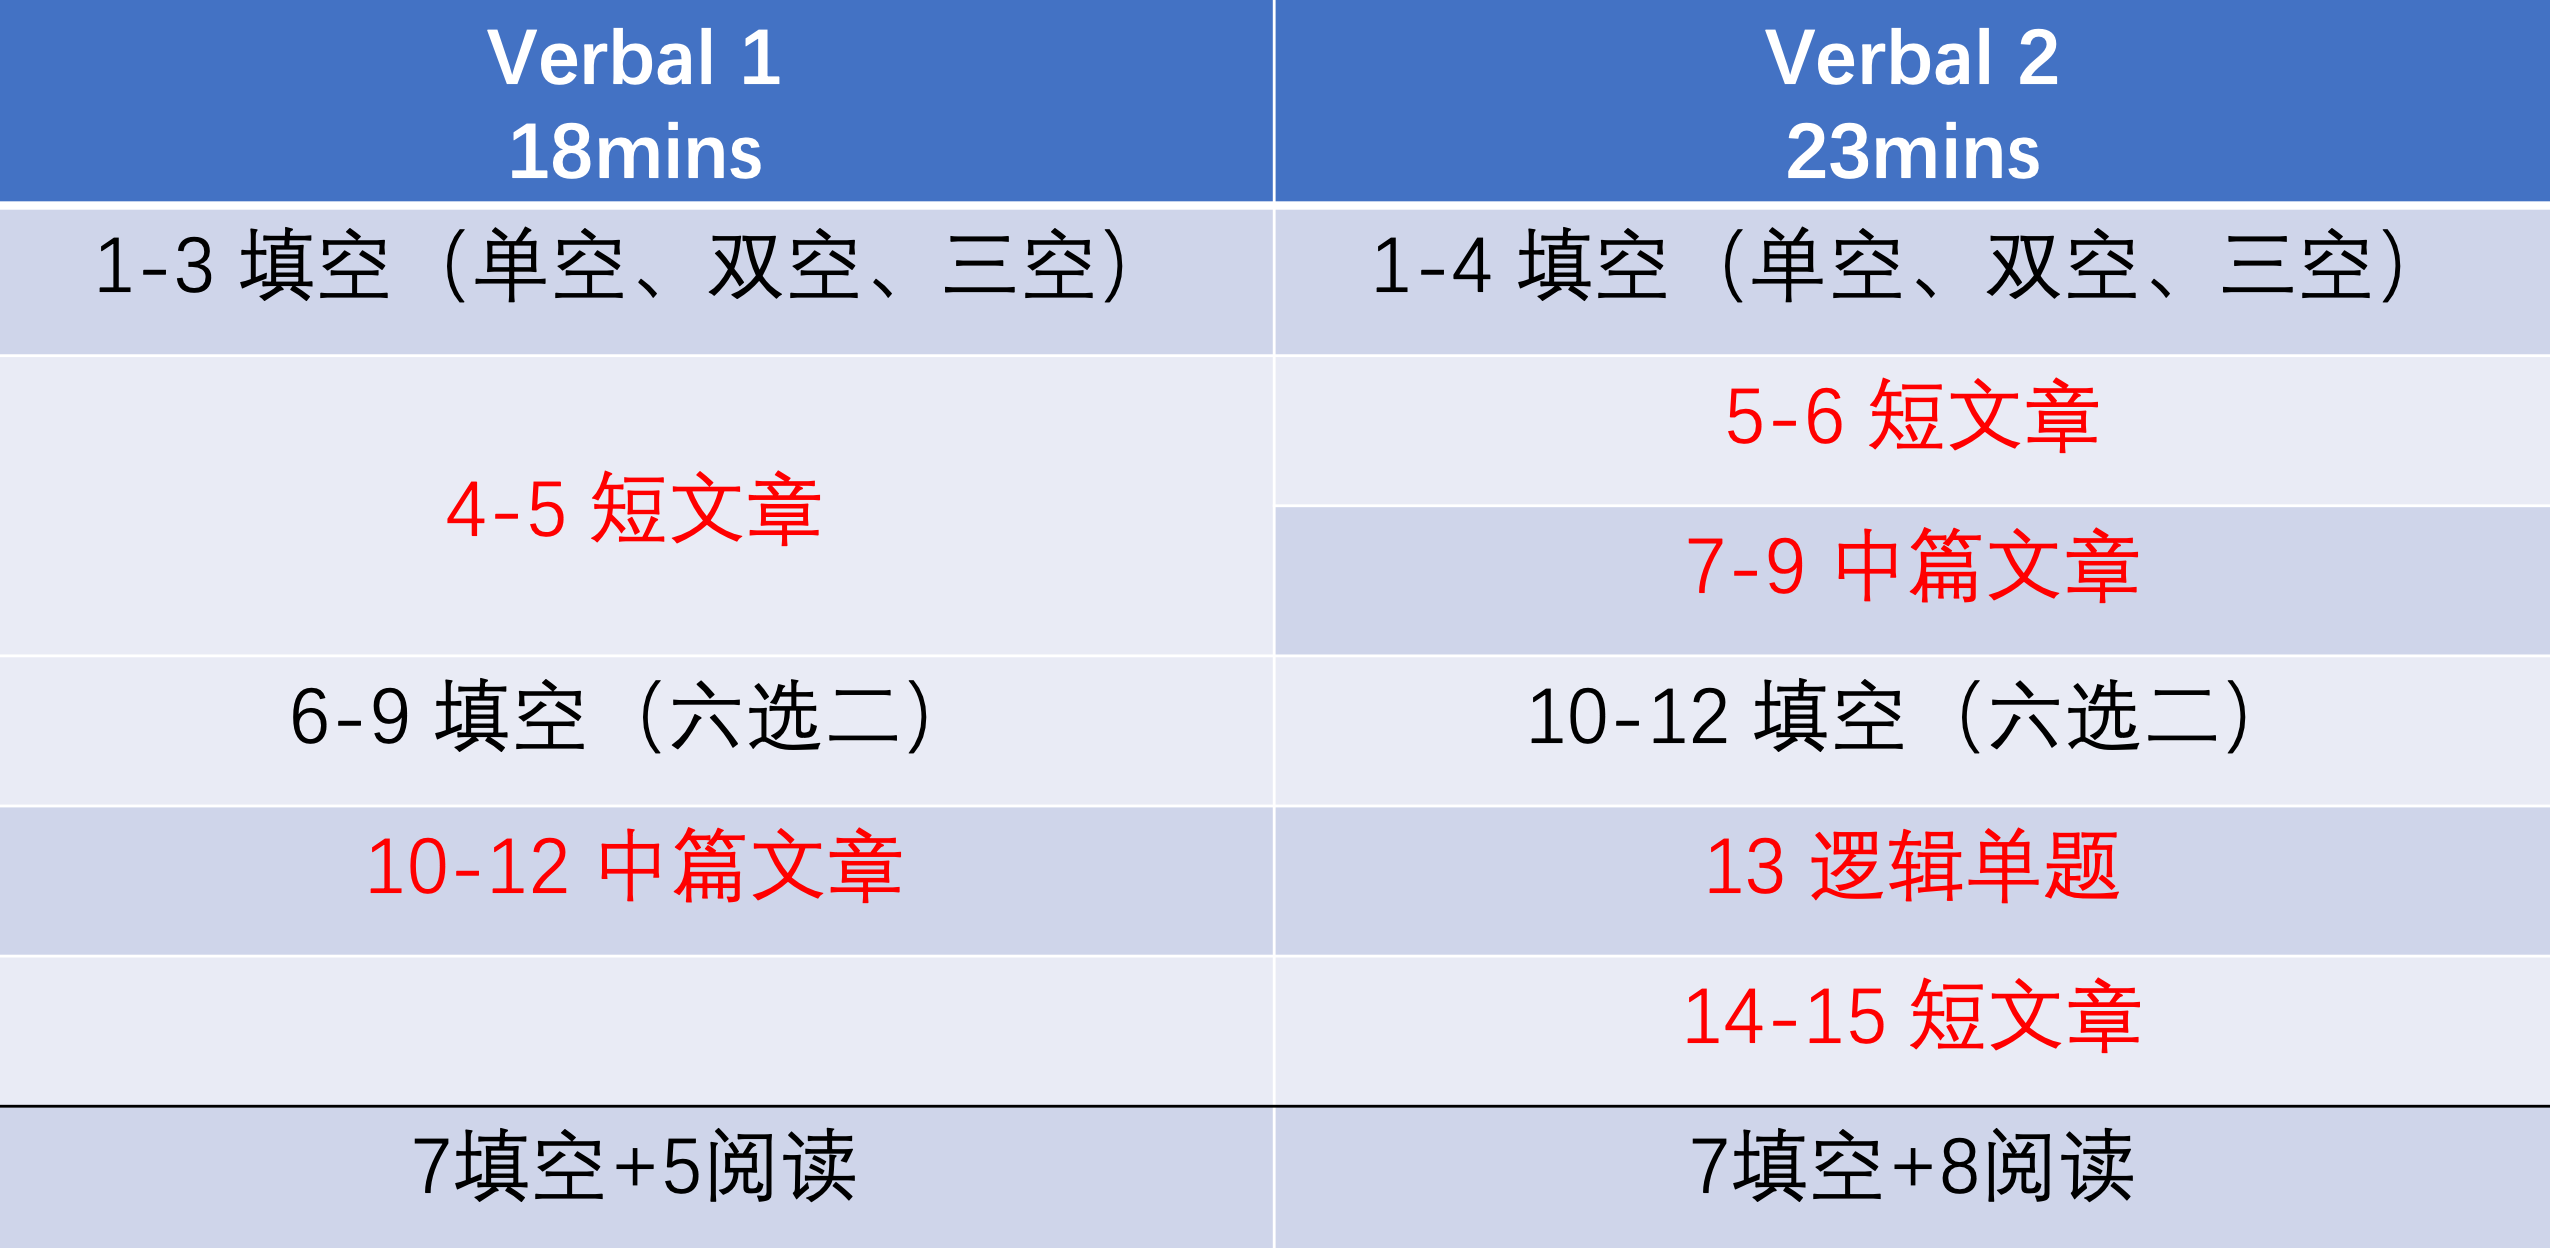 Verbal 1
18mins
Verbal 2
23mins
1-3 填空（单空、双空、三空）
1-4 填空（单空、双空、三空）
4-5 短文章
5-6 短文章
7-9 中篇文章
6-9 填空（六选二）
10-12 填空（六选二）
10-12 中篇文章
13 逻辑单题
14-15 短文章
7填空+5阅读
7填空+8阅读